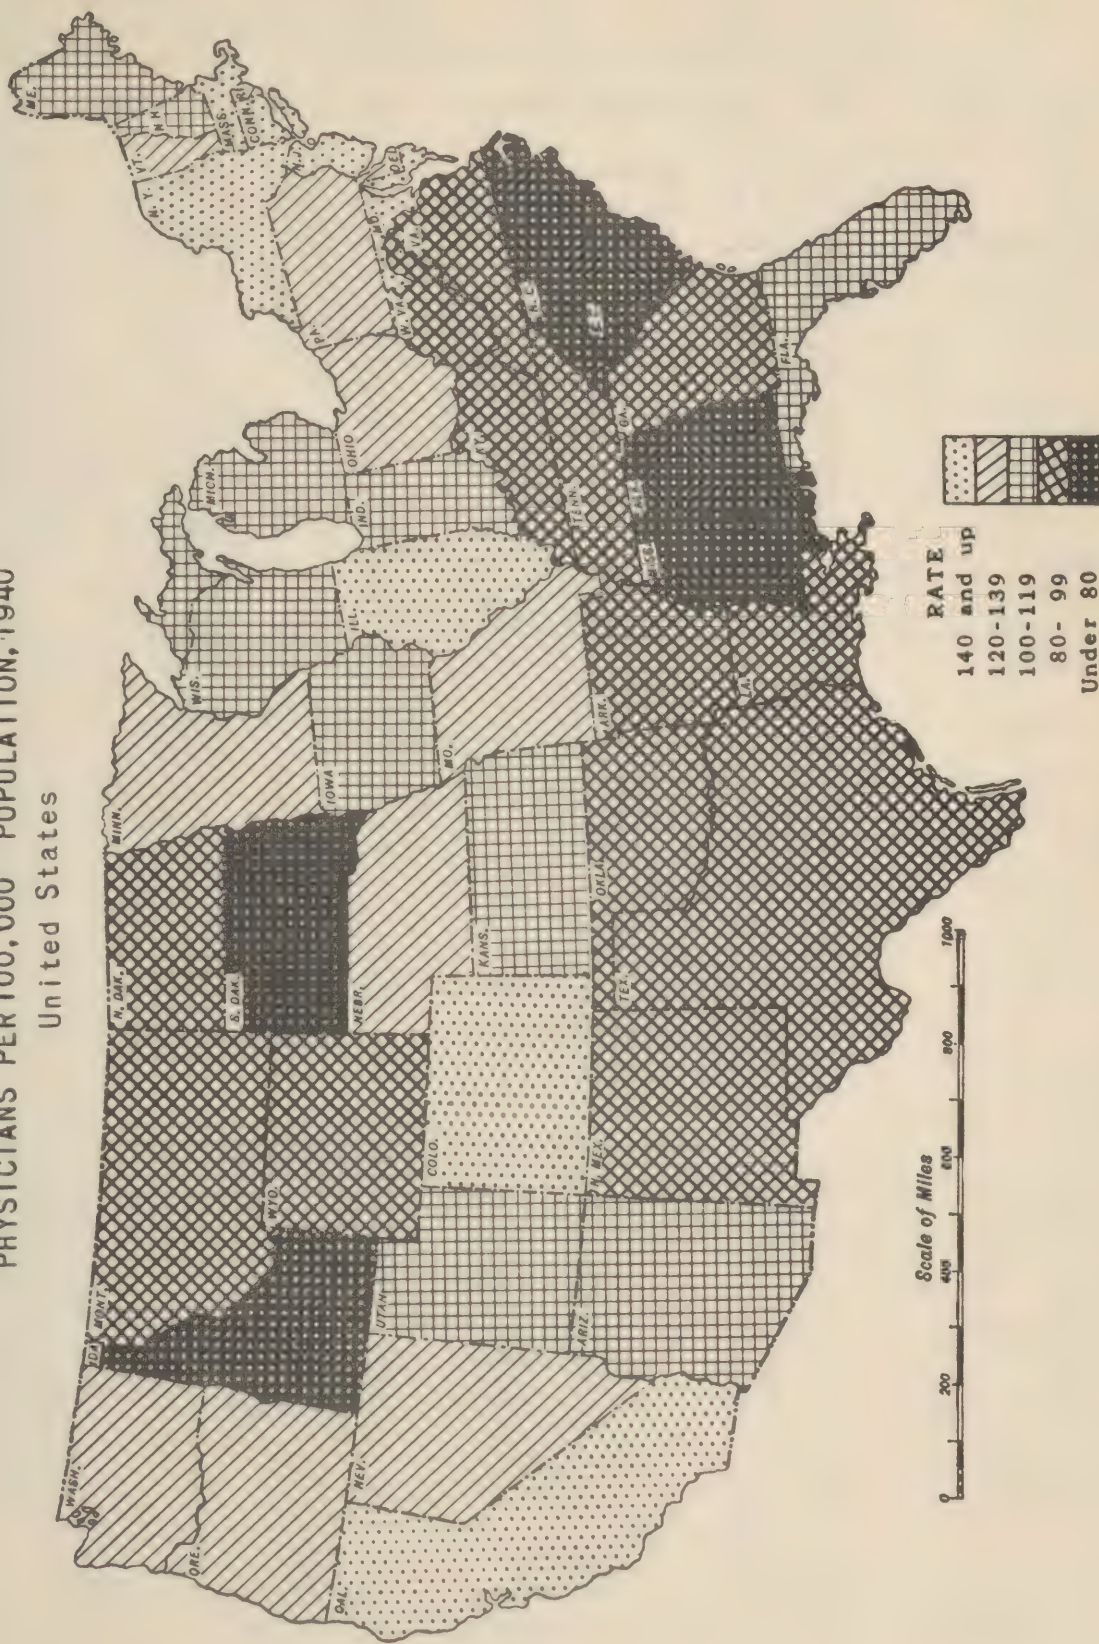 PHYSICIANS PER 100,000 POPULATION, 1940
United States
WASH.
ORE.
CAL.
NEV.
IDA.
MONT.
WYO.
UTAH
ARIZ.
COLO.
N. MEX.
N. DAK.
S. DAK.
NEBR.
KANS.
OKLA.
TEX.
MINN.
IOWA
MO.
ARK.
LA.
WIS.
ILL.
MICH.
IND.
OHIO
KY.
TENN.
MISS.
ALA.
GA.
FLA.
N. C.
VA.
W. VA.
MD.
DEL.
PA.
N. J.
N. Y.
VT.
N. H.
ME.
MASS.
CONN.
R.I.
Scale of Miles
0 200 400 600 800 1000
RATE
140 and up
120-139
100-119
80- 99
Under 80